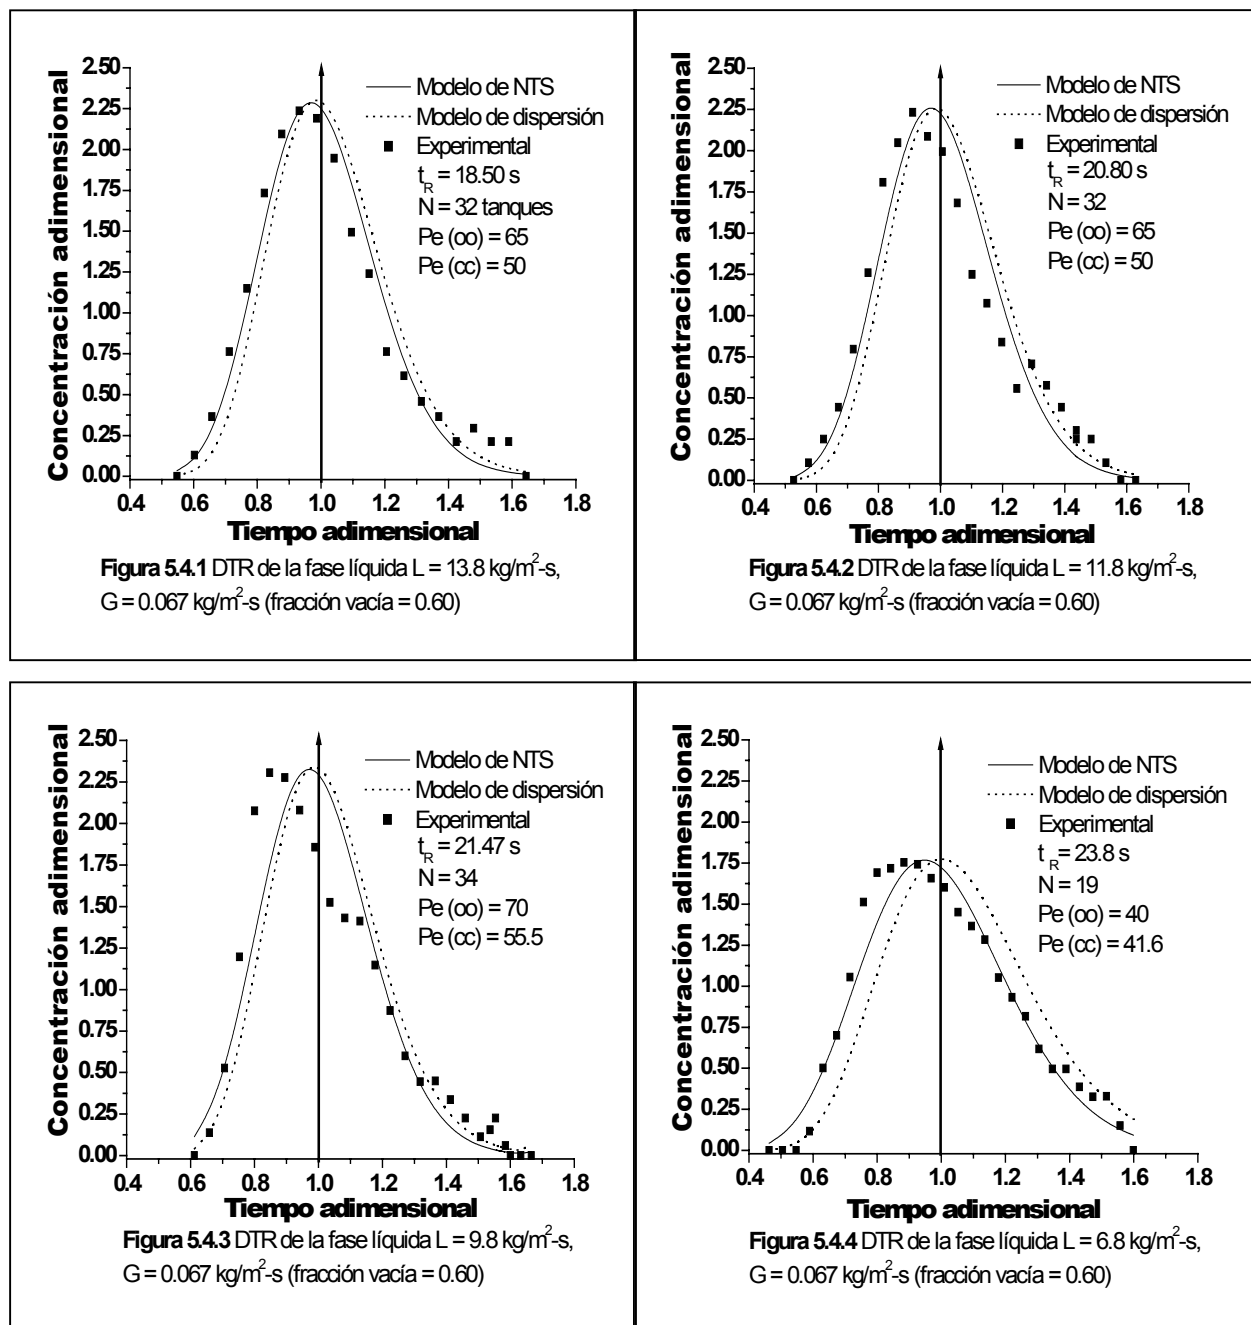 Concentración adimensional
2.50
2.25
2.00
1.75
1.50
1.25
1.00
0.75
0.50
0.25
0.00
Modelo de NTS
Modelo de dispersión
Experimental
t_R = 18.50 s
N = 32 tanques
Pe (oo) = 65
Pe (cc) = 50
0.4 0.6 0.8 1.0 1.2 1.4 1.6 1.8
Tiempo adimensional
Figura 5.4.1 DTR de la fase líquida L = 13.8 kg/m²-s,
G = 0.067 kg/m²-s (fracción vacía = 0.60)
Concentración adimensional
2.50
2.25
2.00
1.75
1.50
1.25
1.00
0.75
0.50
0.25
0.00
Modelo de NTS
Modelo de dispersión
Experimental
t_R = 20.80 s
N = 32
Pe (oo) = 65
Pe (cc) = 50
0.4 0.6 0.8 1.0 1.2 1.4 1.6 1.8
Tiempo adimensional
Figura 5.4.2 DTR de la fase líquida L = 11.8 kg/m²-s,
G = 0.067 kg/m²-s (fracción vacía = 0.60)
Concentración adimensional
2.50
2.25
2.00
1.75
1.50
1.25
1.00
0.75
0.50
0.25
0.00
Modelo de NTS
Modelo de dispersión
Experimental
t_R = 21.47 s
N = 34
Pe (oo) = 70
Pe (cc) = 55.5
0.4 0.6 0.8 1.0 1.2 1.4 1.6 1.8
Tiempo adimensional
Figura 5.4.3 DTR de la fase líquida L = 9.8 kg/m²-s,
G = 0.067 kg/m²-s (fracción vacía = 0.60)
Concentración adimensional
2.50
2.25
2.00
1.75
1.50
1.25
1.00
0.75
0.50
0.25
0.00
Modelo de NTS
Modelo de dispersión
Experimental
t_R = 23.8 s
N = 19
Pe (oo) = 40
Pe (cc) = 41.6
0.4 0.6 0.8 1.0 1.2 1.4 1.6 1.8
Tiempo adimensional
Figura 5.4.4 DTR de la fase líquida L = 6.8 kg/m²-s,
G = 0.067 kg/m²-s (fracción vacía = 0.60)